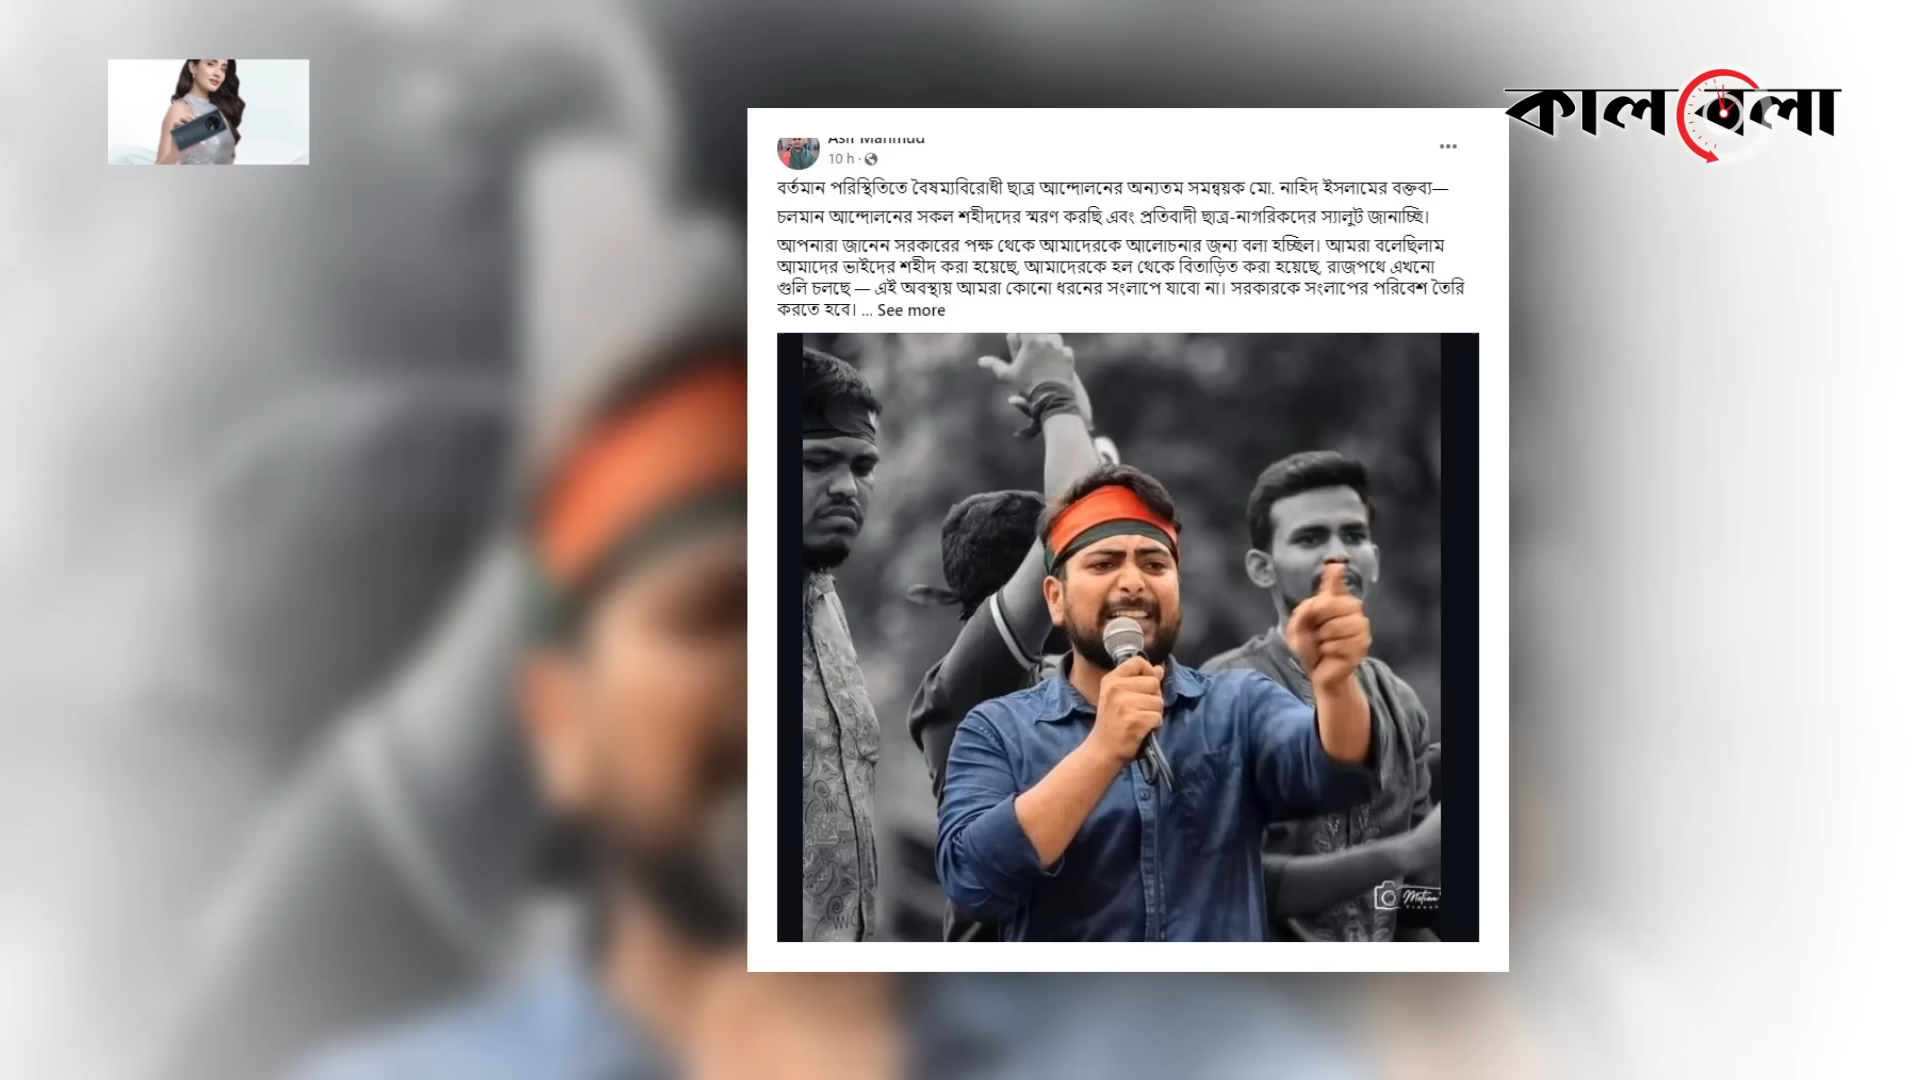 কালবেলা
Asif Mahmud
10 h ·
বর্তমান পরিস্থিতিতে বৈষম্যবিরোধী ছাত্র আন্দোলনের অন্যতম সমন্বয়ক মো. নাহিদ ইসলামের বক্তব্য—
চলমান আন্দোলনের সকল শহীদদের স্মরণ করছি এবং প্রতিবাদী ছাত্র-নাগরিকদের স্যালুট জানাচ্ছি।
আপনারা জানেন সরকারের পক্ষ থেকে আমাদেরকে আলোচনার জন্য বলা হচ্ছিল। আমরা বলেছিলাম
আমাদের ভাইদের শহীদ করা হয়েছে, আমাদেরকে হল থেকে বিতাড়িত করা হয়েছে, রাজপথে এখনো
গুলি চলছে — এই অবস্থায় আমরা কোনো ধরনের সংলাপে যাবো না। সরকারকে সংলাপের পরিবেশ তৈরি
করতে হবে। ... See more